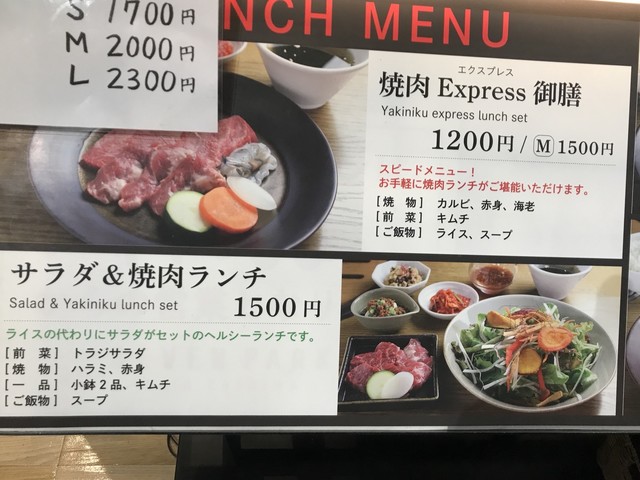 S 1700円
M 2000円
L 2300円
NCH MENU
エクスプレス
焼肉 Express 御膳
Yakiniku express lunch set
1200円 / M 1500円
スピードメニュー！
お手軽に焼肉ランチがご堪能いただけます。
[ 焼 物 ] カルビ、赤身、海老
[ 前 菜 ] キムチ
[ ご飯物 ] ライス、スープ
サラダ＆焼肉ランチ
Salad & Yakiniku lunch set 1500円
ライスの代わりにサラダがセットのヘルシーランチです。
[ 前 菜 ] トラジサラダ
[ 焼 物 ] ハラミ、赤身
[ 一 品 ] 小鉢2品、キムチ
[ ご飯物 ] スープ